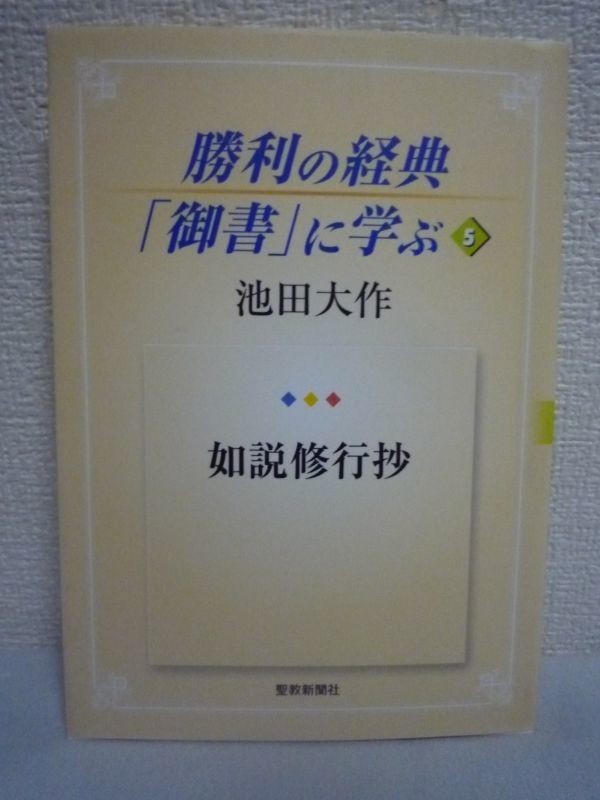 勝利の経典
「御書」に学ぶ 5
池田大作
如説修行抄
聖教新聞社